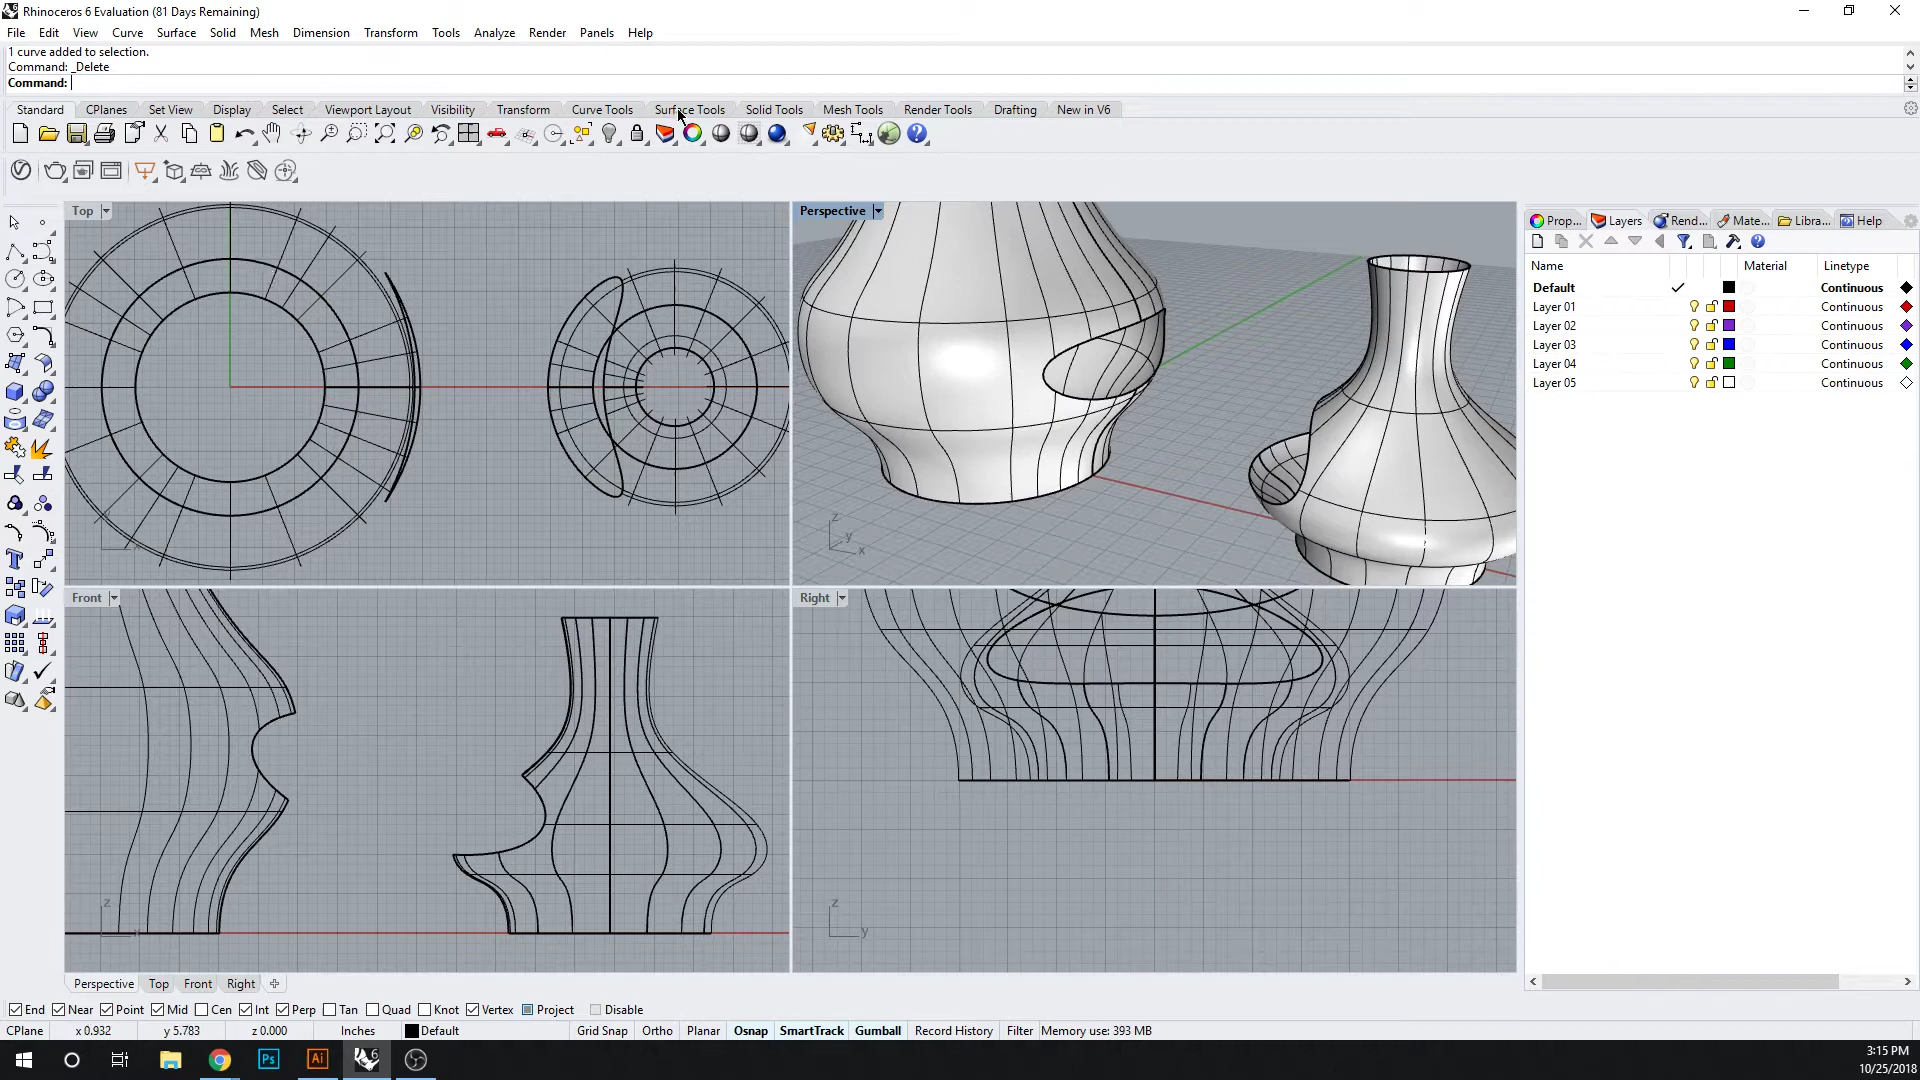 Rhinoceros 6 Evaluation (81 Days Remaining)
File Edit View Curve Surface Solid Mesh Dimension Transform Tools Analyze Render Panels Help
1 curve added to selection.
Command: _Delete
Command:
Standard CPlanes Set View Display Select Viewport Layout Visibility Transform Curve Tools Surface Tools Solid Tools Mesh Tools Render Tools Drafting New in V6
Top
Perspective
Prop... Layers Rend... Mate... Libra... Help
Name Material Linetype
Default Continuous
Layer 01 Continuous
Layer 02 Continuous
Layer 03 Continuous
Layer 04 Continuous
Layer 05 Continuous
z
y
x
Front
Right
z
z
y
Perspective Top Front Right
End Near Point Mid Cen Int Perp Tan Quad Knot Vertex Project Disable
CPlane x 0.932 y 5.783 z 0.000 Inches Default Grid Snap Ortho Planar Osnap SmartTrack Gumball Record History Filter Memory use: 393 MB
Ps Ai 6
3:15 PM
10/25/2018